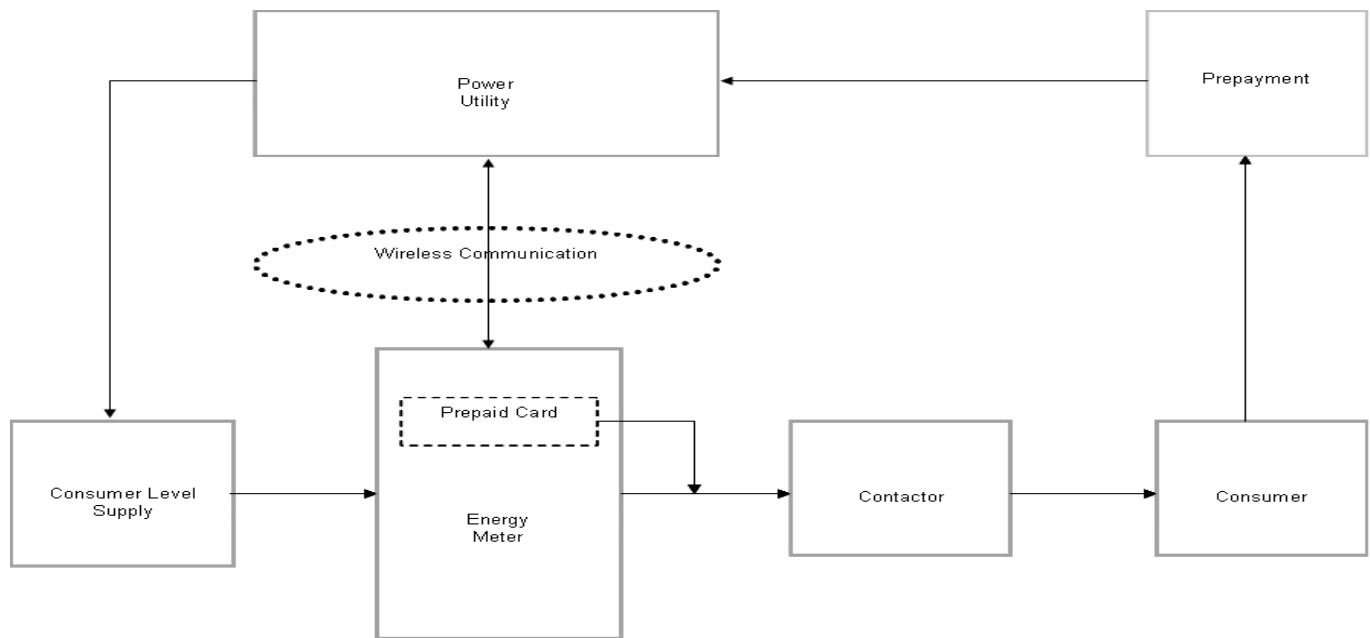 Power
Utility
Prepayment
Wireless Communication
Prepaid Card
Consumer Level
Supply
Energy
Meter
Contactor
Consumer